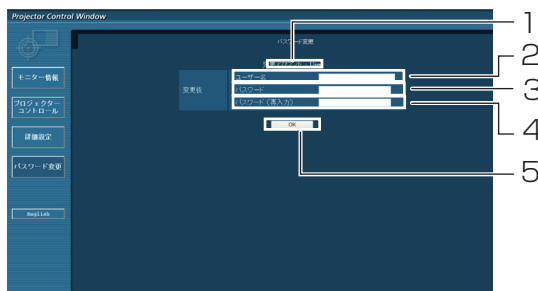 Projector Control Window
パスワード変更
1
2
ユーザー名
モニター情報
変更後
パスワード
3
パスワード(再入力)
プロジェクター
コントロール
4
OK
詳細設定
パスワード変更
5
English